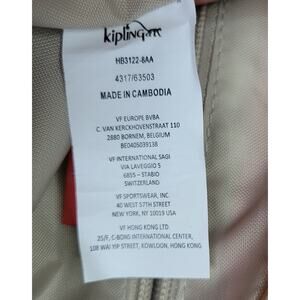 kipling
HB3122-8AA
4317/63503
MADE IN CAMBODIA
VF EUROPE BVBA
C. VAN KERCKHOVENSTRAAT 110
2880 BORNEM, BELGIUM
BE0405039138
VF INTERNATIONAL SAGI
VIA LAVEGGIO 5
6855 - STABIO
SWITZERLAND
VF SPORTSWEAR, INC.
40 WEST 57TH STREET
NEW YORK, NY 10019 USA
VF HONG KONG LTD.
25/F, C-BONS INTERNATIONAL CENTER,
108 WAI YIP STREET, KOWLOON, HONG KONG